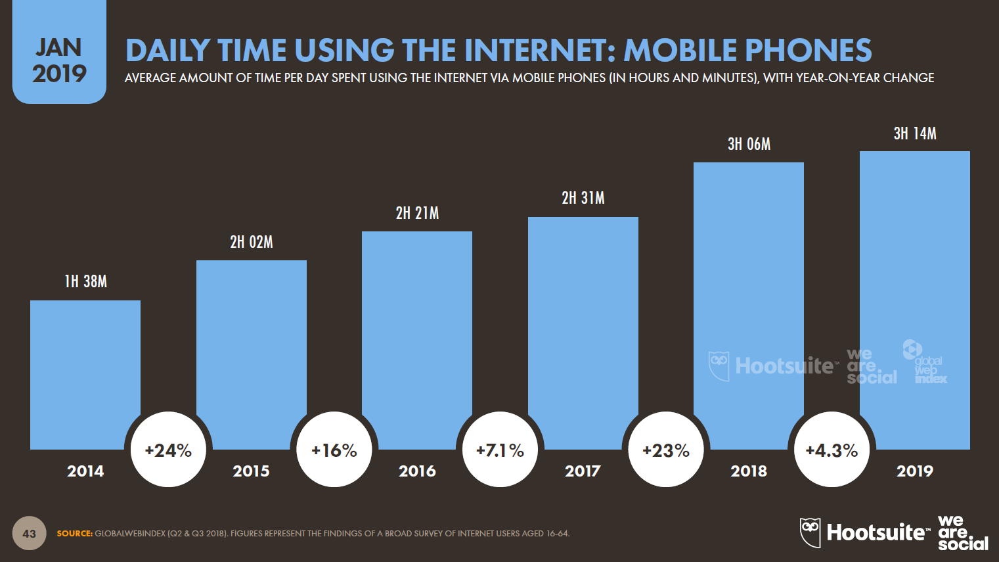 JAN
2019
DAILY TIME USING THE INTERNET: MOBILE PHONES
AVERAGE AMOUNT OF TIME PER DAY SPENT USING THE INTERNET VIA MOBILE PHONES (IN HOURS AND MINUTES), WITH YEAR-ON-YEAR CHANGE
1H 38M
2H 02M
2H 21M
2H 31M
3H 06M
3H 14M
Hootsuite™
we
are
social
global
web
index
+24%
+16%
+7.1%
+23%
+4.3%
2014
2015
2016
2017
2018
2019
43
SOURCE: GLOBALWEBINDEX (Q2 & Q3 2018). FIGURES REPRESENT THE FINDINGS OF A BROAD SURVEY OF INTERNET USERS AGED 16-64.
Hootsuite™
we
are
social